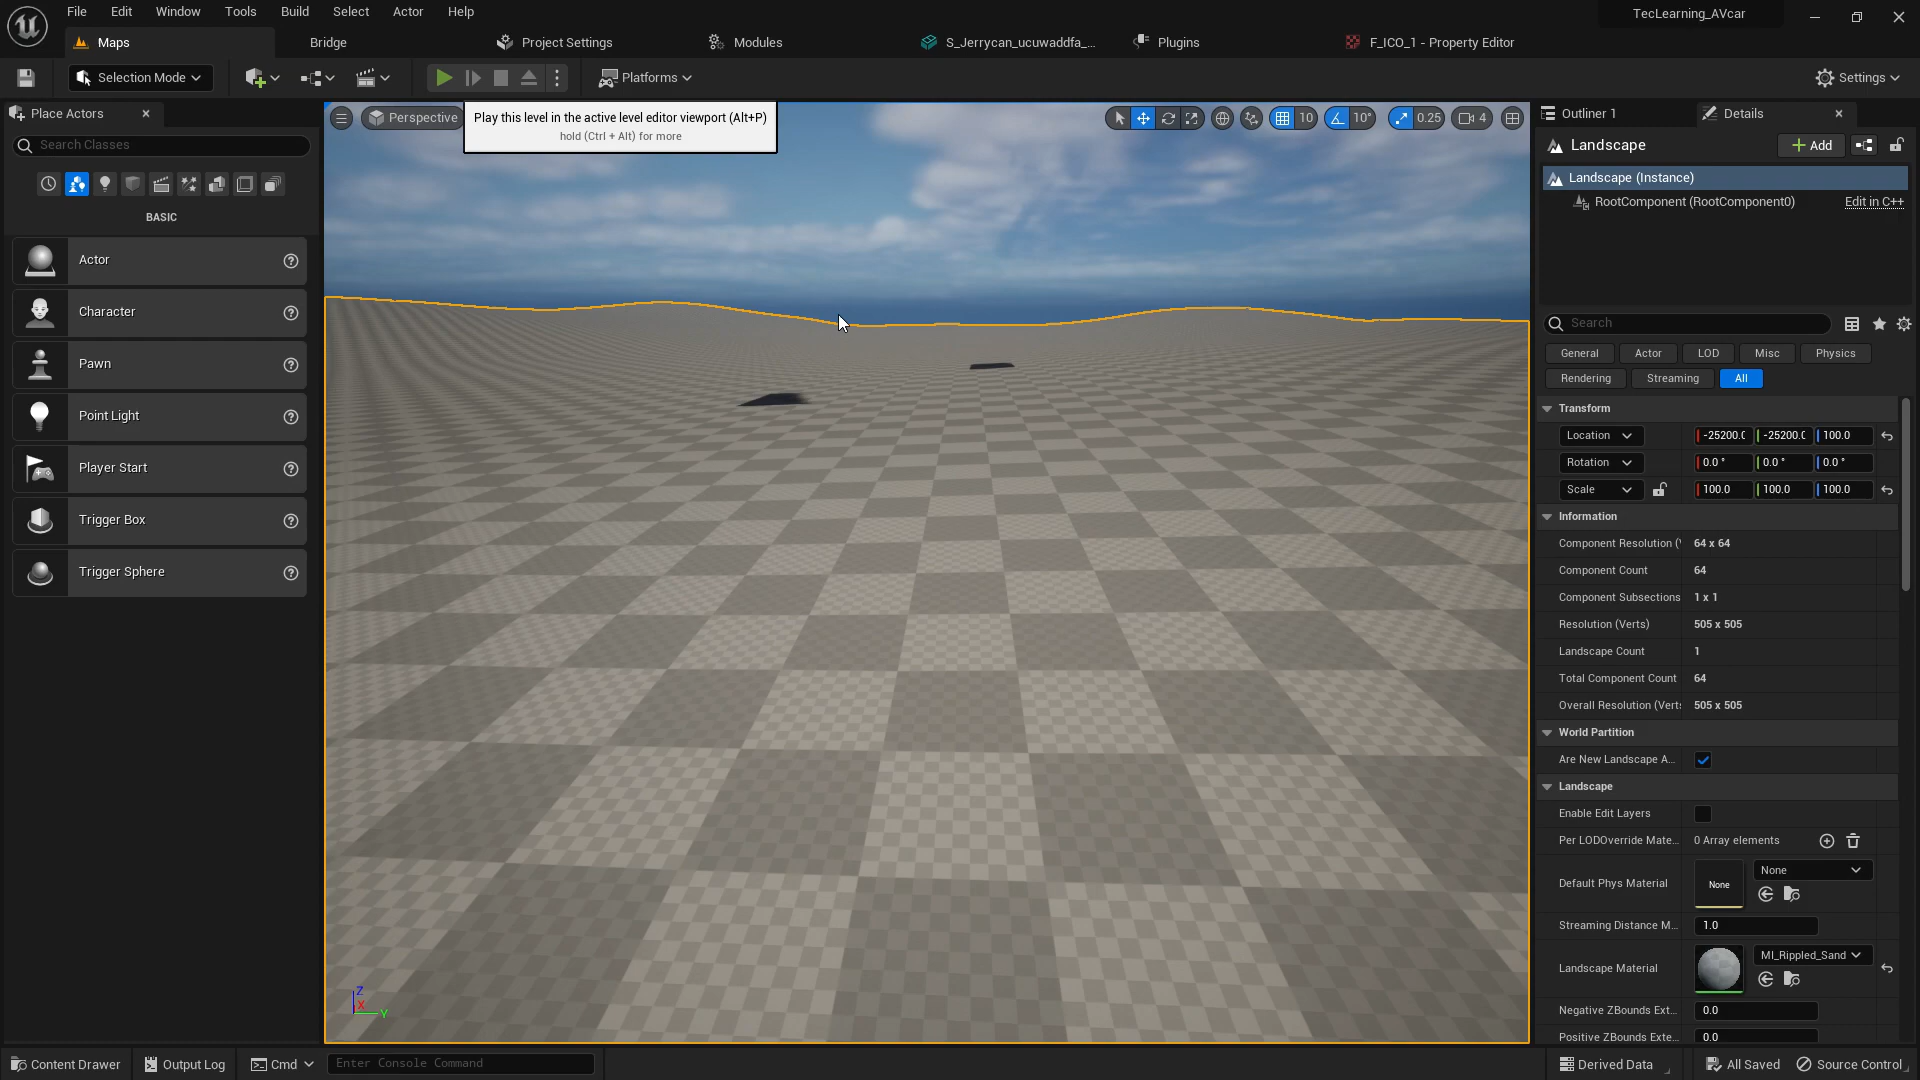 File Edit Window Tools Build Select Actor Help
TecLearning_AVcar
Maps
Bridge
Project Settings
Modules
S_Jerrycan_ucuwaddfa_...
Plugins
F_ICO_1 - Property Editor
Selection Mode
Platforms
Settings
Place Actors
Search Classes
BASIC
Actor
Character
Pawn
Point Light
Player Start
Trigger Box
Trigger Sphere
Perspective
Play this level in the active level editor viewport (Alt+P)
hold (Ctrl + Alt) for more
10
10°
0.25
4
Z
X
Y
Outliner 1
Details
Landscape
Add
Landscape (Instance)
RootComponent (RootComponent0)
Edit in C++
Search
General Actor LOD Misc Physics
Rendering Streaming All
Transform
Location -25200.0 -25200.0 100.0
Rotation 0.0 ° 0.0 ° 0.0 °
Scale 100.0 100.0 100.0
Information
Component Resolution (V 64 x 64
Component Count 64
Component Subsections 1 x 1
Resolution (Verts) 505 x 505
Landscape Count 1
Total Component Count 64
Overall Resolution (Verts 505 x 505
World Partition
Are New Landscape A...
Landscape
Enable Edit Layers
Per LODOverride Mate... 0 Array elements
Default Phys Material None None
Streaming Distance M... 1.0
Landscape Material MI_Rippled_Sand
Negative ZBounds Ext... 0.0
Positive ZBounds Exte... 0.0
Content Drawer
Output Log
Cmd
Enter Console Command
Derived Data
All Saved
Source Control